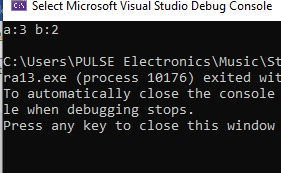 Select Microsoft Visual Studio Debug Console
a:3 b:2
C:\Users\PULSE Electronics\Music\St
ra13.exe (process 10176) exited wit
To automatically close the console
le when debugging stops.
Press any key to close this window